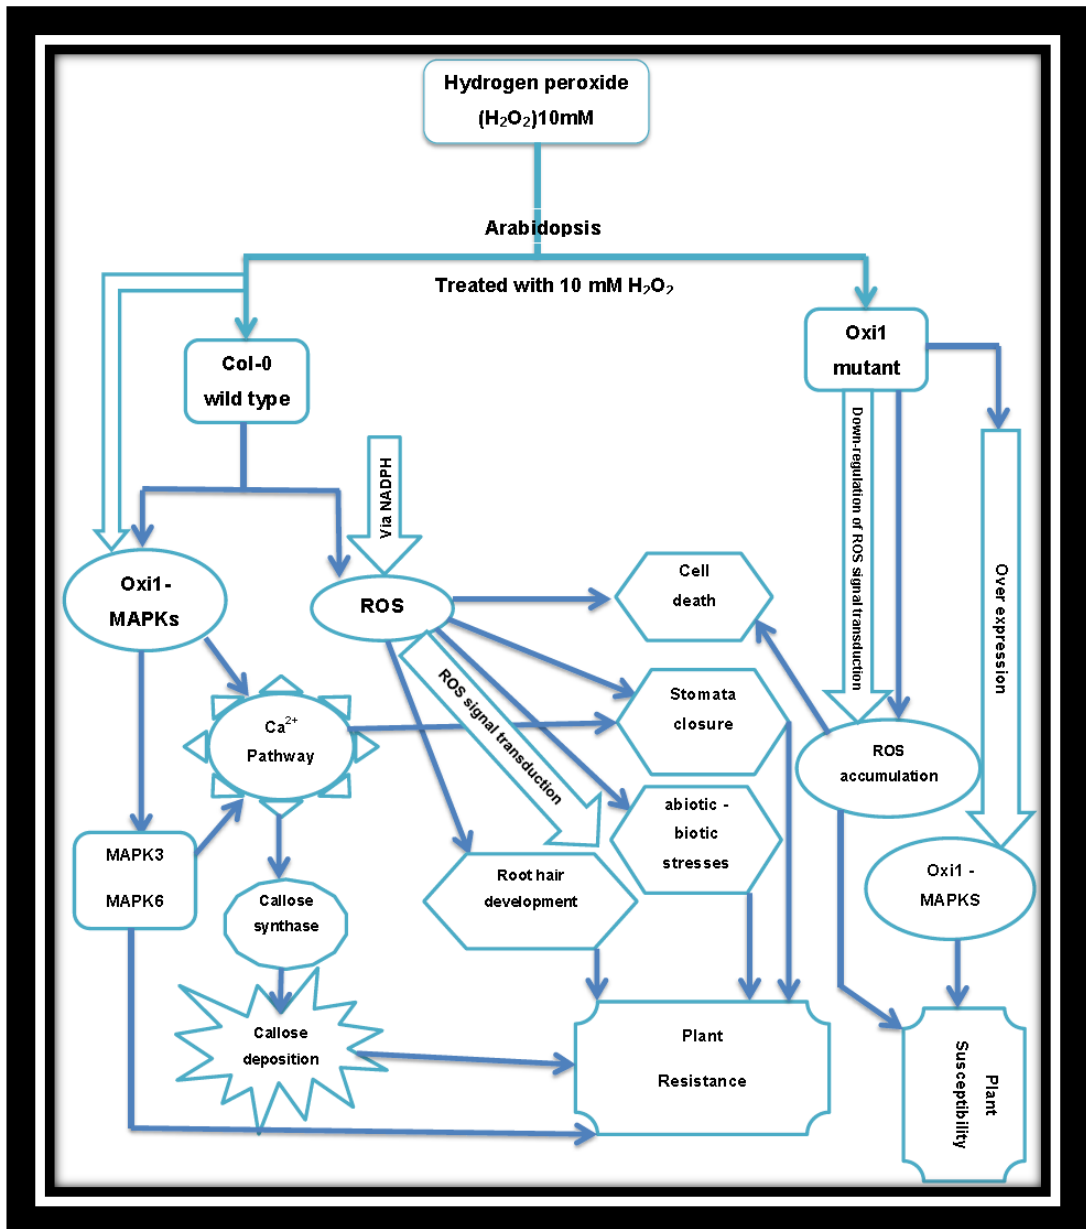 Hydrogen peroxide
(H₂O₂)10mM
Arabidopsis
Treated with 10 mM H₂O₂
Col-0
wild type
Oxi1
mutant
Via NADPH
Down-regulation of ROS signal transduction
Over expression
Oxi1-
MAPKs
ROS
Cell
death
ROS signal transduction
Stomata
closure
Ca²⁺
Pathway
ROS
accumulation
abiotic -
biotic
stresses
MAPK3
MAPK6
Root hair
development
Oxi1 -
MAPKS
Callose
synthase
Callose
deposition
Plant
Resistance
Plant
Susceptibility